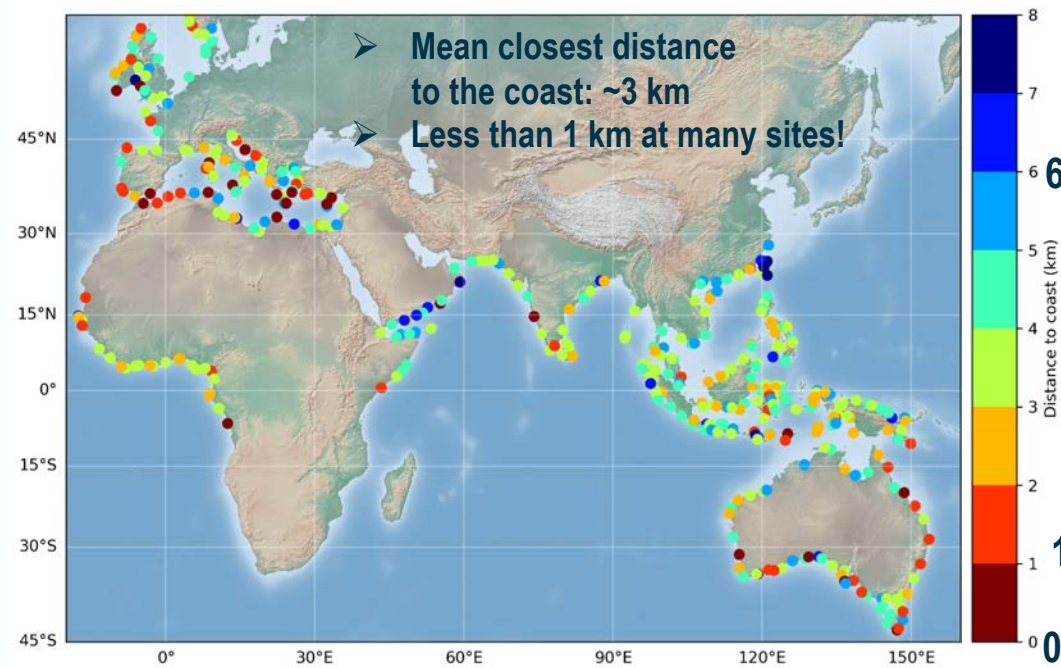 ➢ Mean closest distance
to the coast: ~3 km
➢ Less than 1 km at many sites!
45°N
30°N
15°N
0°
15°S
30°S
45°S
0°
30°E
60°E
90°E
120°E
150°E
8
7
6
5
4
3
2
1
0
Distance to coast (km)
6
1
0